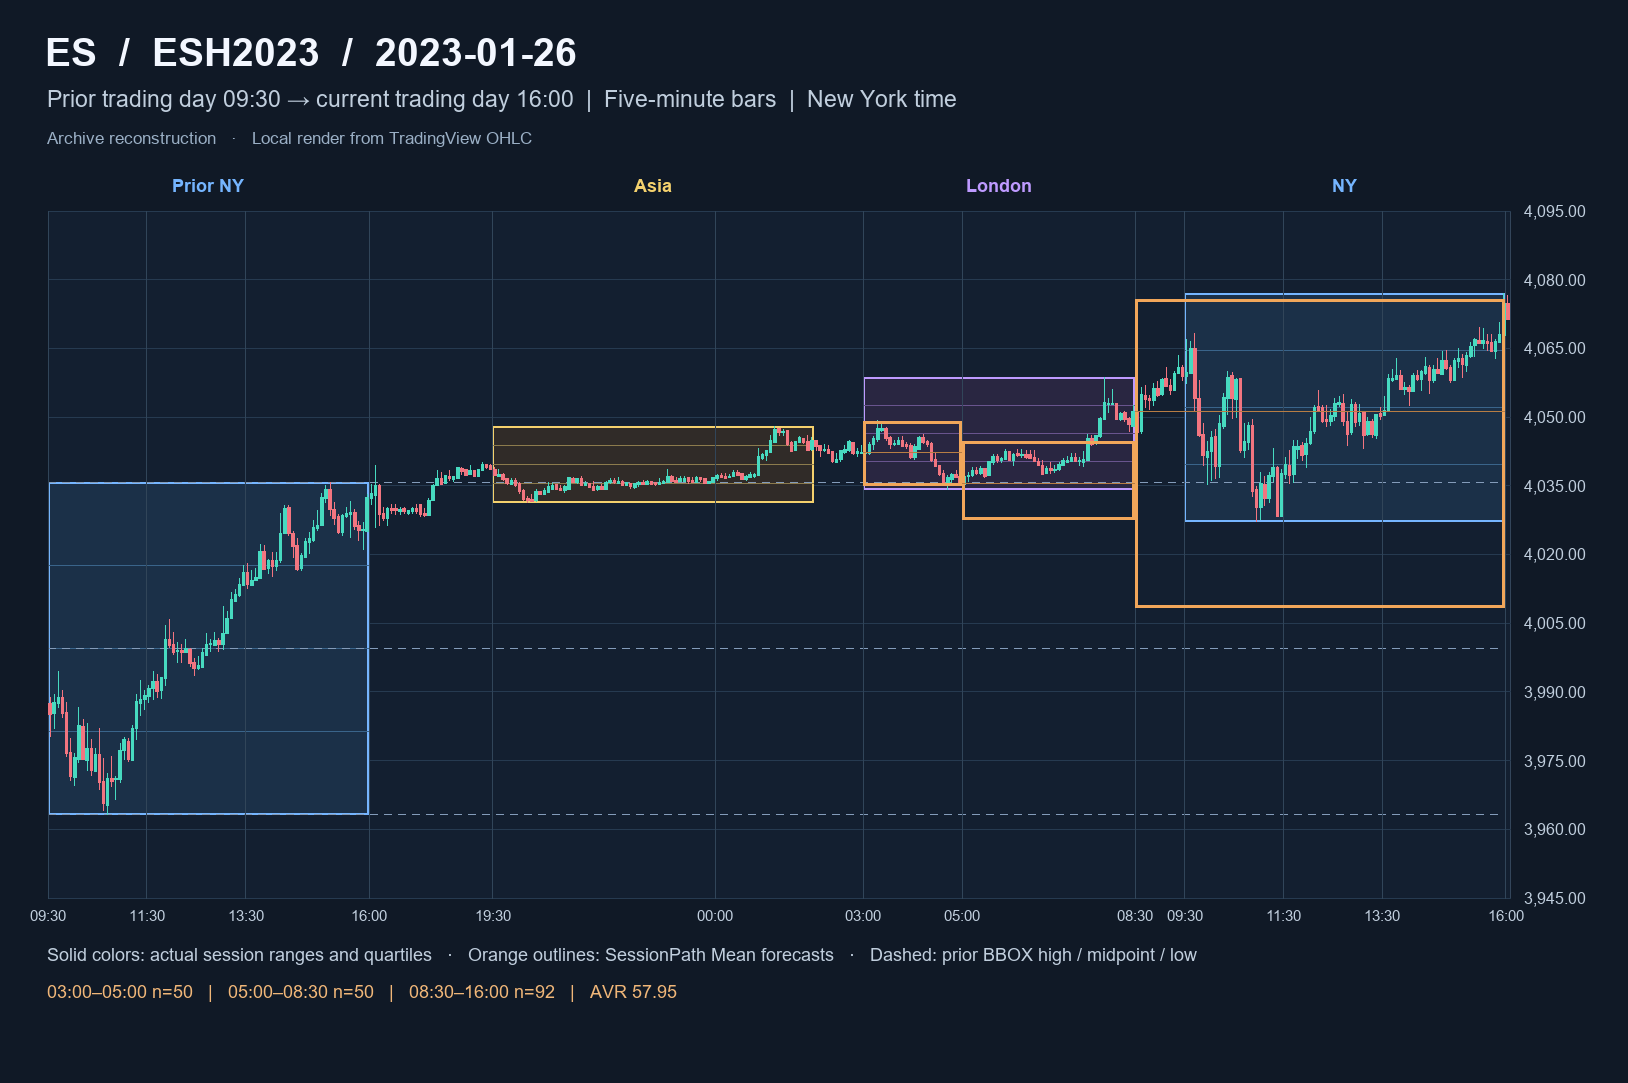 ES / ESH2023 / 2023-01-26
Prior trading day 09:30 → current trading day 16:00 | Five-minute bars | New York time
Archive reconstruction · Local render from TradingView OHLC
Prior NY Asia London NY
4,095.00
4,080.00
4,065.00
4,050.00
4,035.00
4,020.00
4,005.00
3,990.00
3,975.00
3,960.00
3,945.00
09:30 11:30 13:30 16:00 19:30 00:00 03:00 05:00 08:30 09:30 11:30 13:30 16:00
Solid colors: actual session ranges and quartiles · Orange outlines: SessionPath Mean forecasts · Dashed: prior BBOX high / midpoint / low
03:00–05:00 n=50 | 05:00–08:30 n=50 | 08:30–16:00 n=92 | AVR 57.95